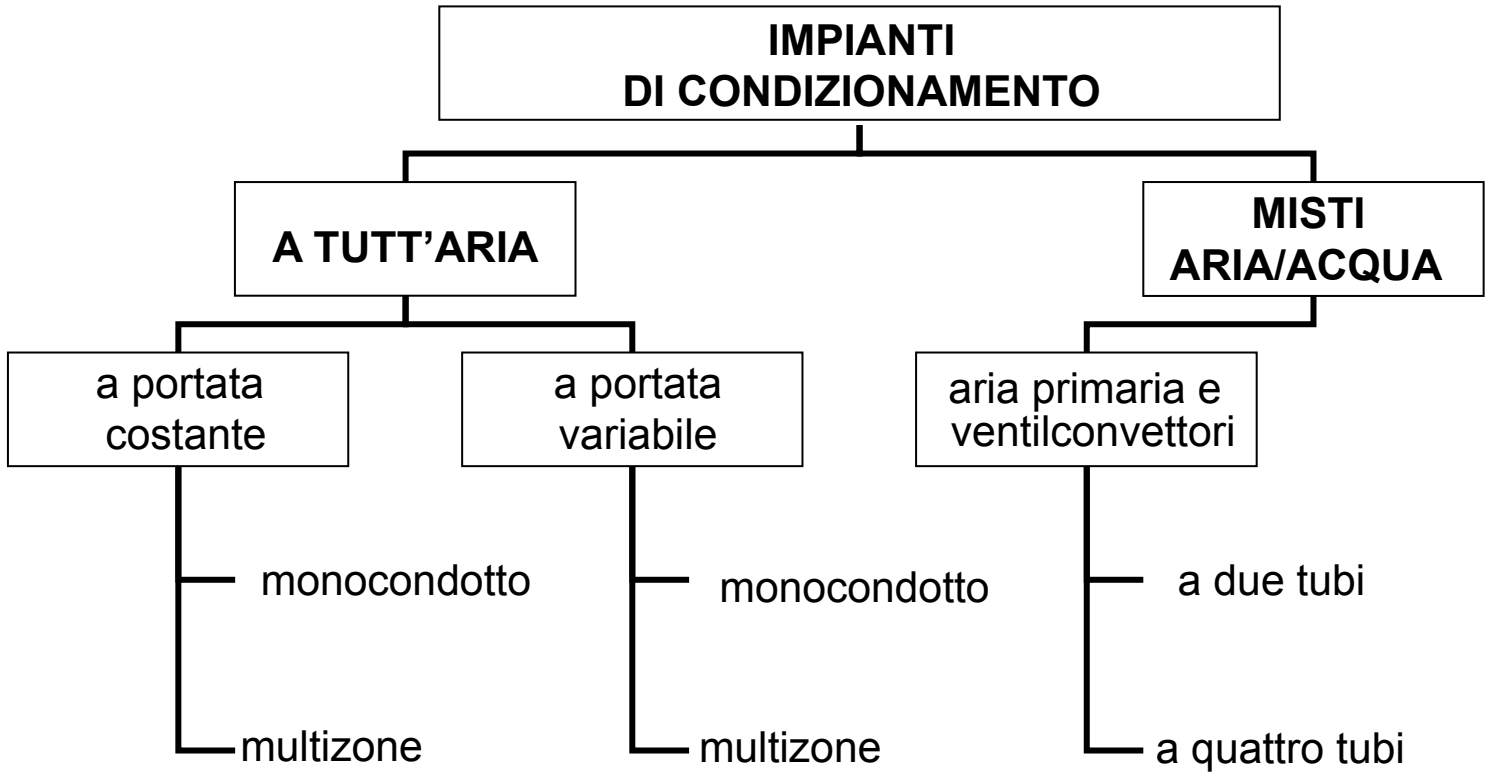 IMPIANTI
DI CONDIZIONAMENTO
A TUTT’ARIA
MISTI
ARIA/ACQUA
a portata
costante
a portata
variabile
aria primaria e
ventilconvettori
monocondotto
monocondotto
a due tubi
multizone
multizone
a quattro tubi